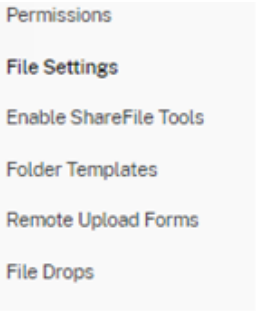 Permissions
File Settings
Enable ShareFile Tools
Folder Templates
Remote Upload Forms
File Drops